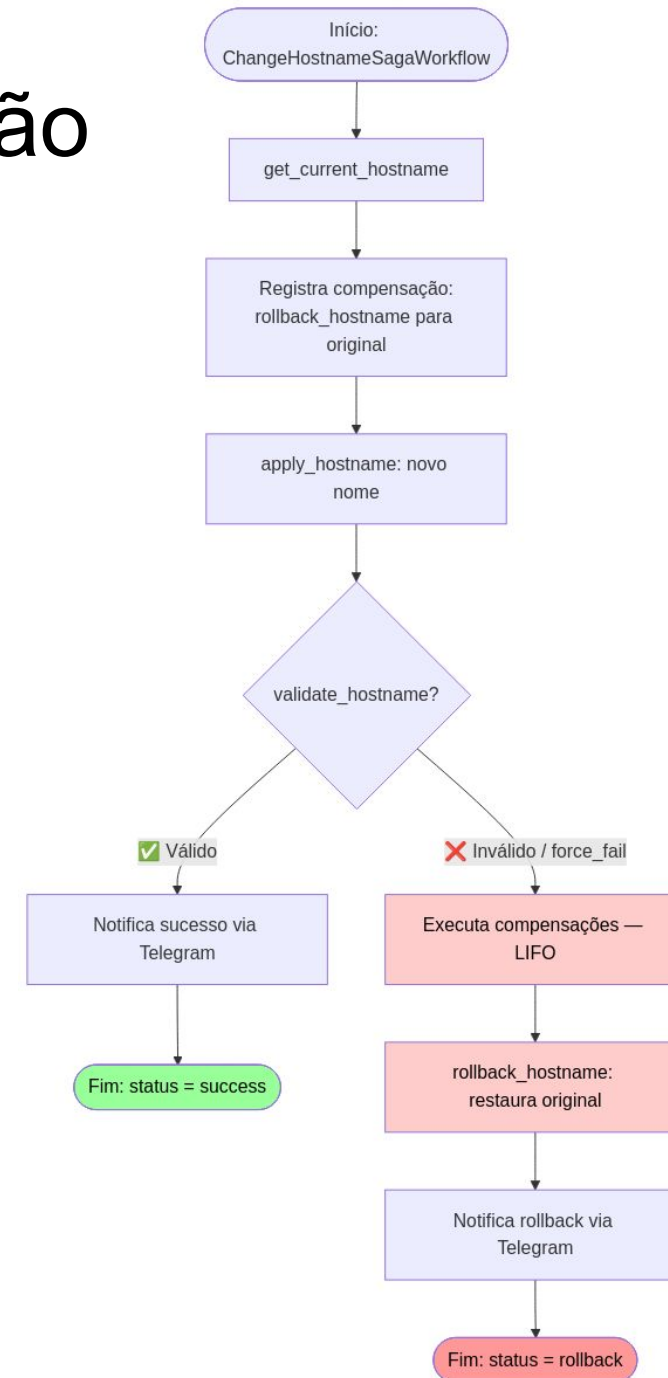 ão
Início:
ChangeHostnameSagaWorkflow
get_current_hostname
Registra compensação:
rollback_hostname para
original
apply_hostname: novo
nome
validate_hostname?
✅ Válido
❌ Inválido / force_fail
Notifica sucesso via
Telegram
Executa compensações —
LIFO
Fim: status = success
rollback_hostname:
restaura original
Notifica rollback via
Telegram
Fim: status = rollback